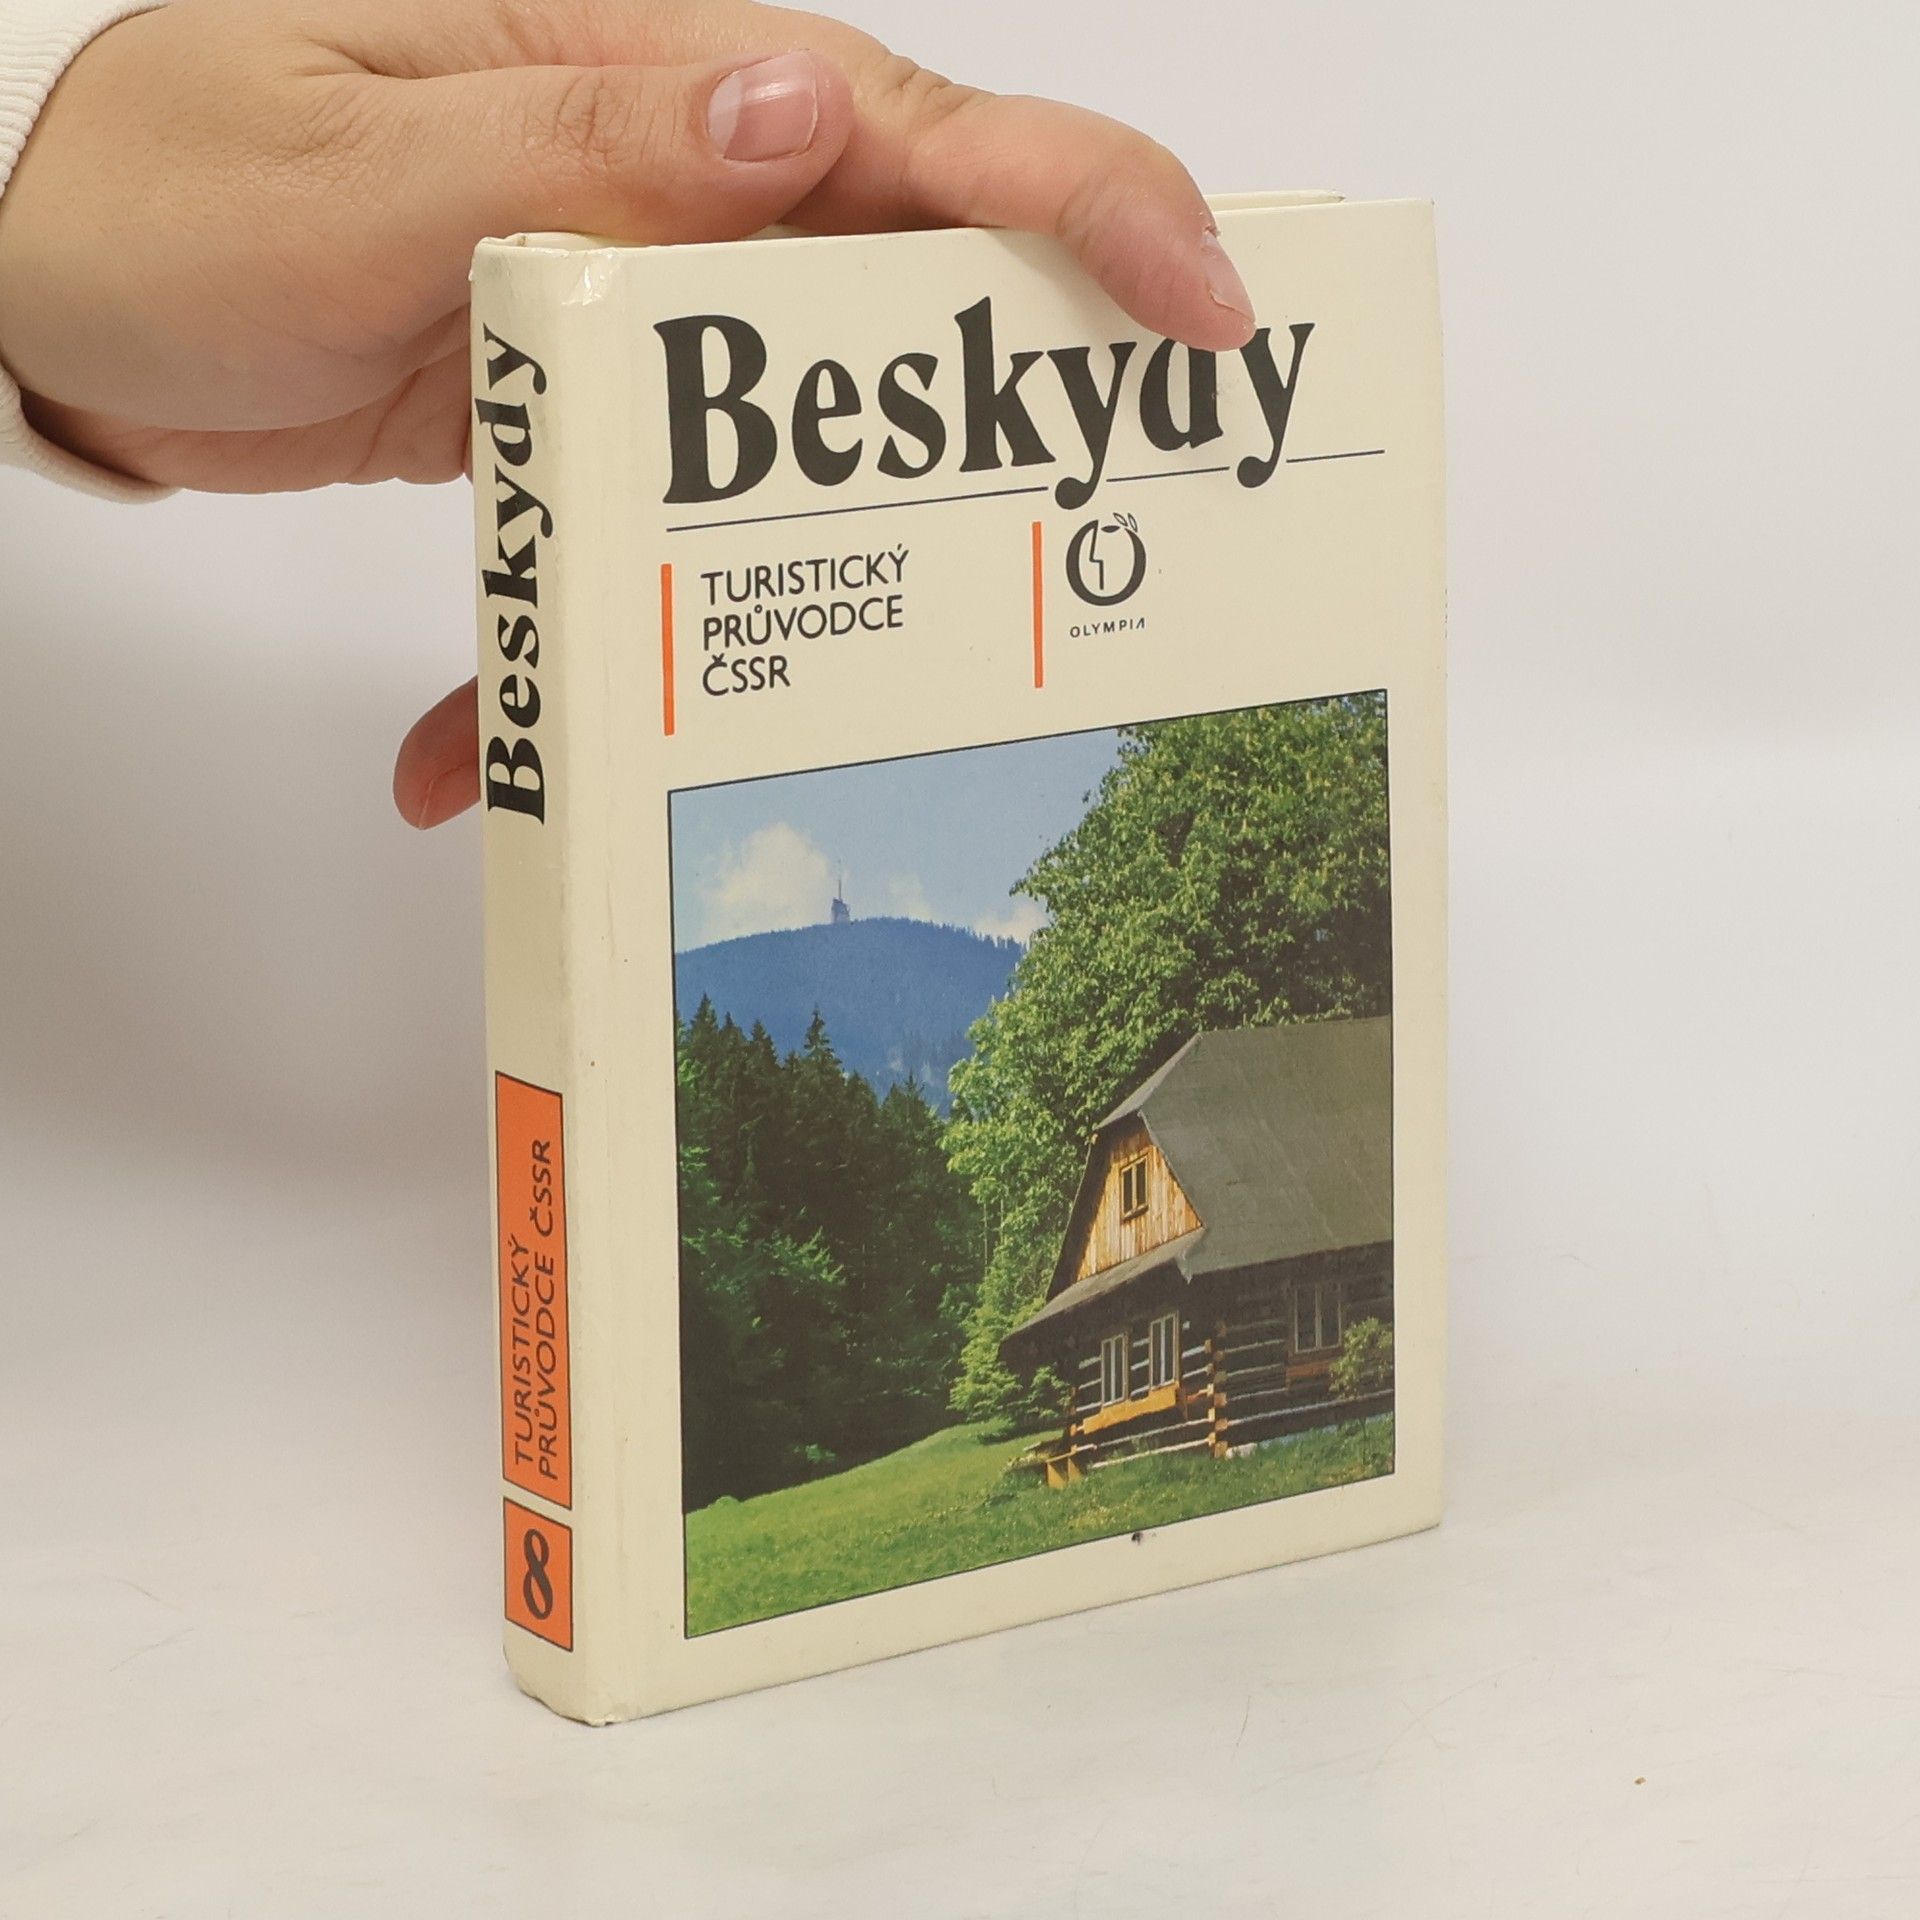 Beskydy
TURISTICKÝ
PRŮVODCE
ČSSR
OLYMPIA
Beskydy
TURISTICKÝ
PRŮVODCE ČSSR
8